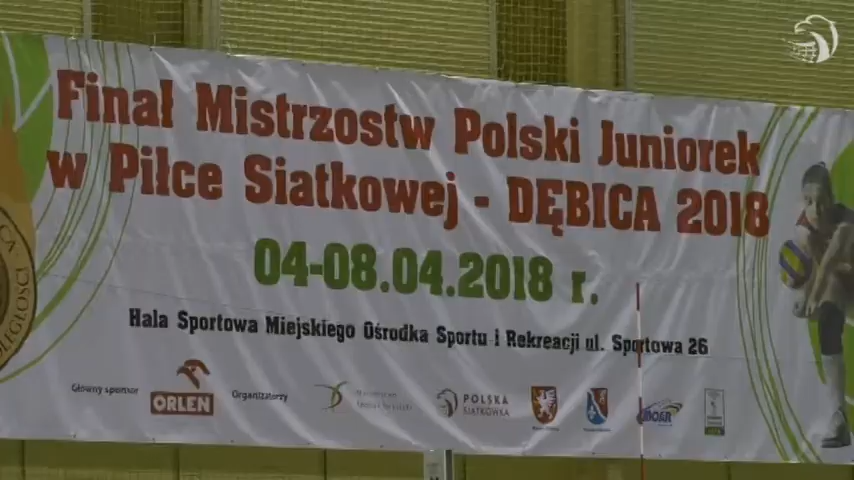 Finał Mistrzostw Polski Juniorek
w Piłce Siatkowej - DĘBICA 2018
04-08.04.2018 r.
Hala Sportowa Miejskiego Ośrodka Sportu i Rekreacji ul. Sportowa 26
Główny sponsor
ORLEN
Organizatorzy
POLSKA
SIATKÓWKA